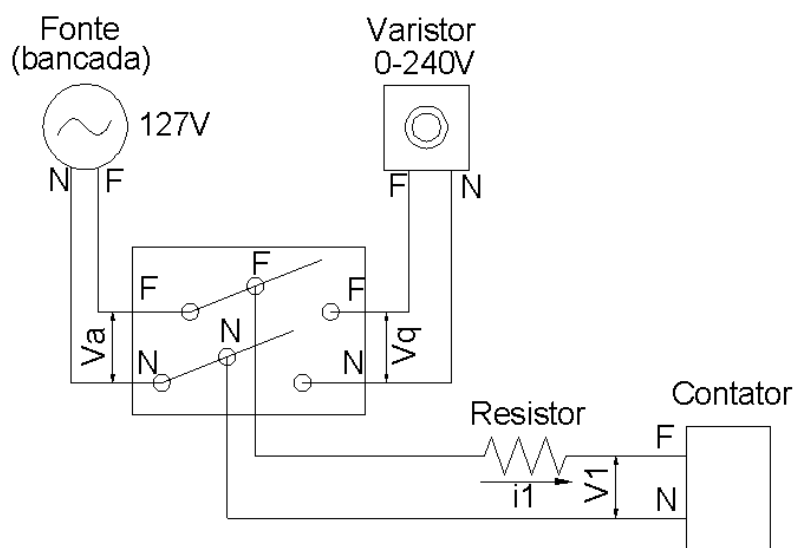 Fonte
(bancada)
127V
N F
Varistor
0-240V
F N
F
F
F
N
N
N
Va
Vq
Resistor
i1
V1
Contator
F
N